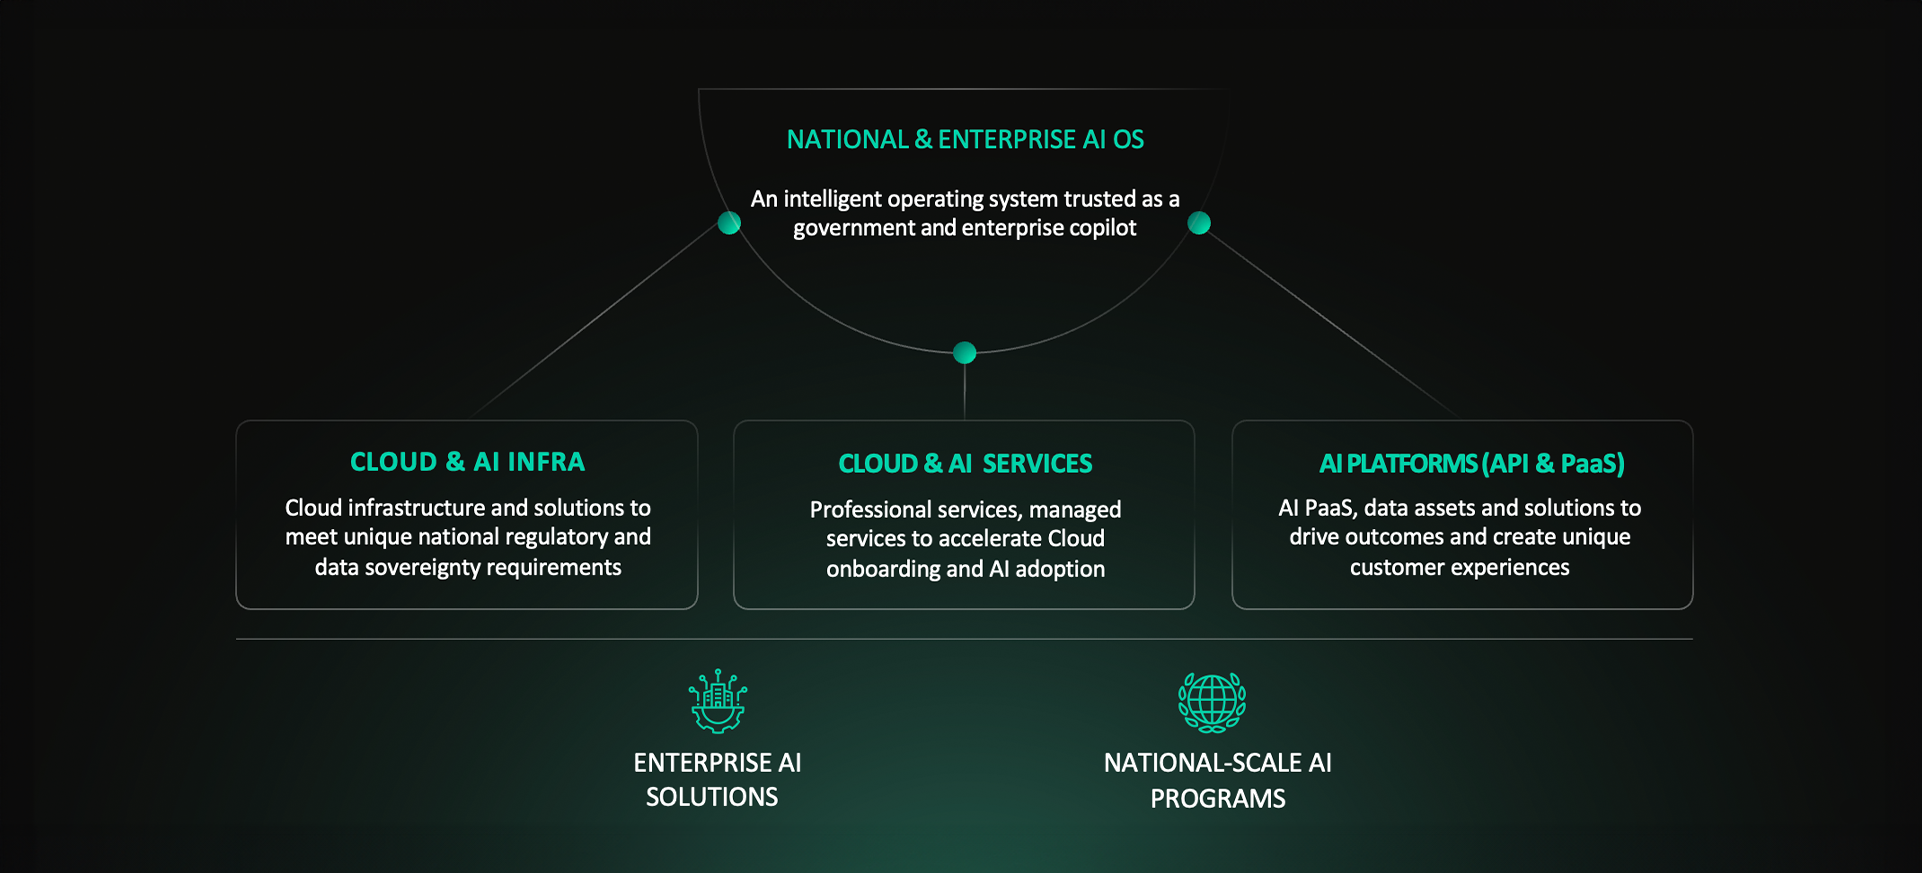 NATIONAL & ENTERPRISE AI OS
An intelligent operating system trusted as a
government and enterprise copilot
CLOUD & AI INFRA
Cloud infrastructure and solutions to
meet unique national regulatory and
data sovereignty requirements
CLOUD & AI SERVICES
Professional services, managed
services to accelerate Cloud
onboarding and AI adoption
AI PLATFORMS (API & PaaS)
AI PaaS, data assets and solutions to
drive outcomes and create unique
customer experiences
ENTERPRISE AI
SOLUTIONS
NATIONAL-SCALE AI
PROGRAMS